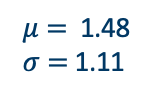 μ = 1.48
σ = 1.11